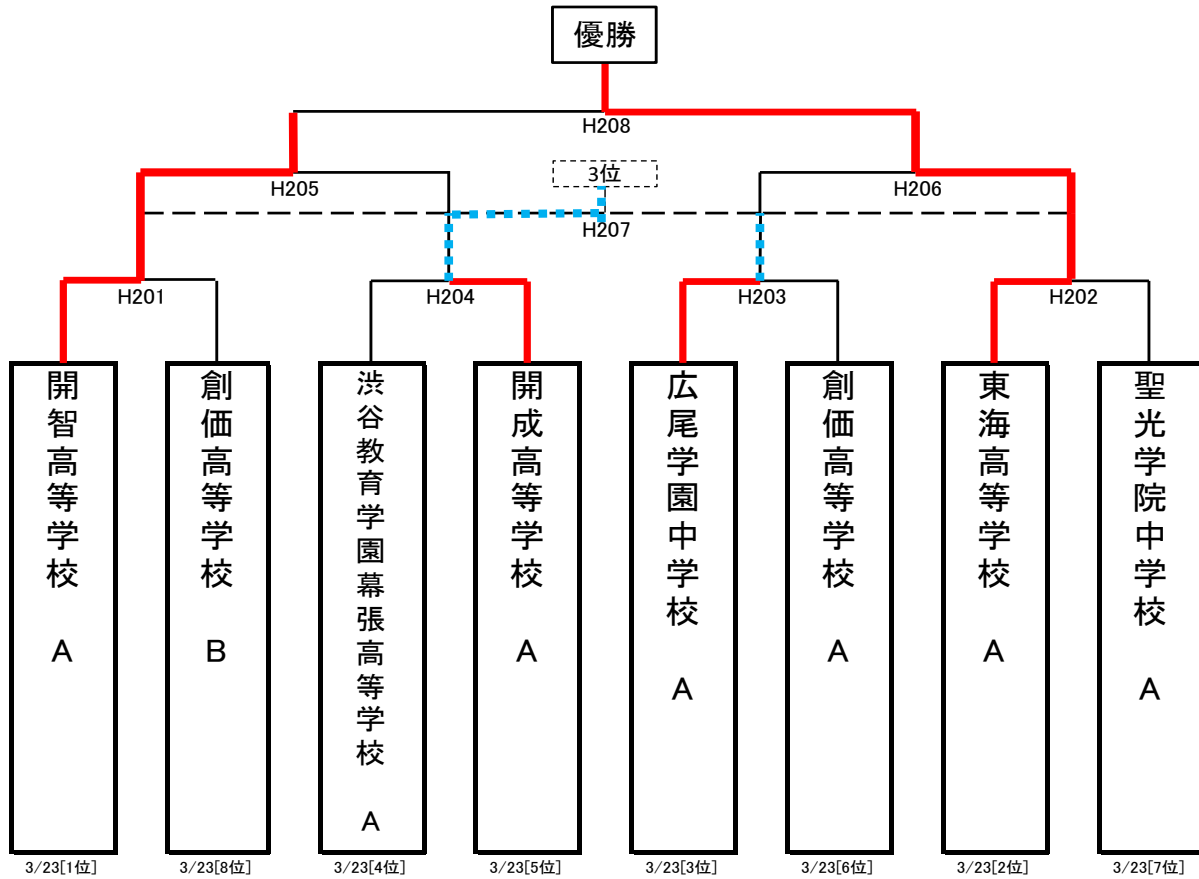 優勝
H208
3位
H205
H206
H207
H201
H204
H203
H202
開智高等学校 A
創価高等学校 B
渋谷教育学園幕張高等学校 A
開成高等学校 A
広尾学園中学校 A
創価高等学校 A
東海高等学校 A
聖光学院中学校 A
3/23[1位]
3/23[8位]
3/23[4位]
3/23[5位]
3/23[3位]
3/23[6位]
3/23[2位]
3/23[7位]